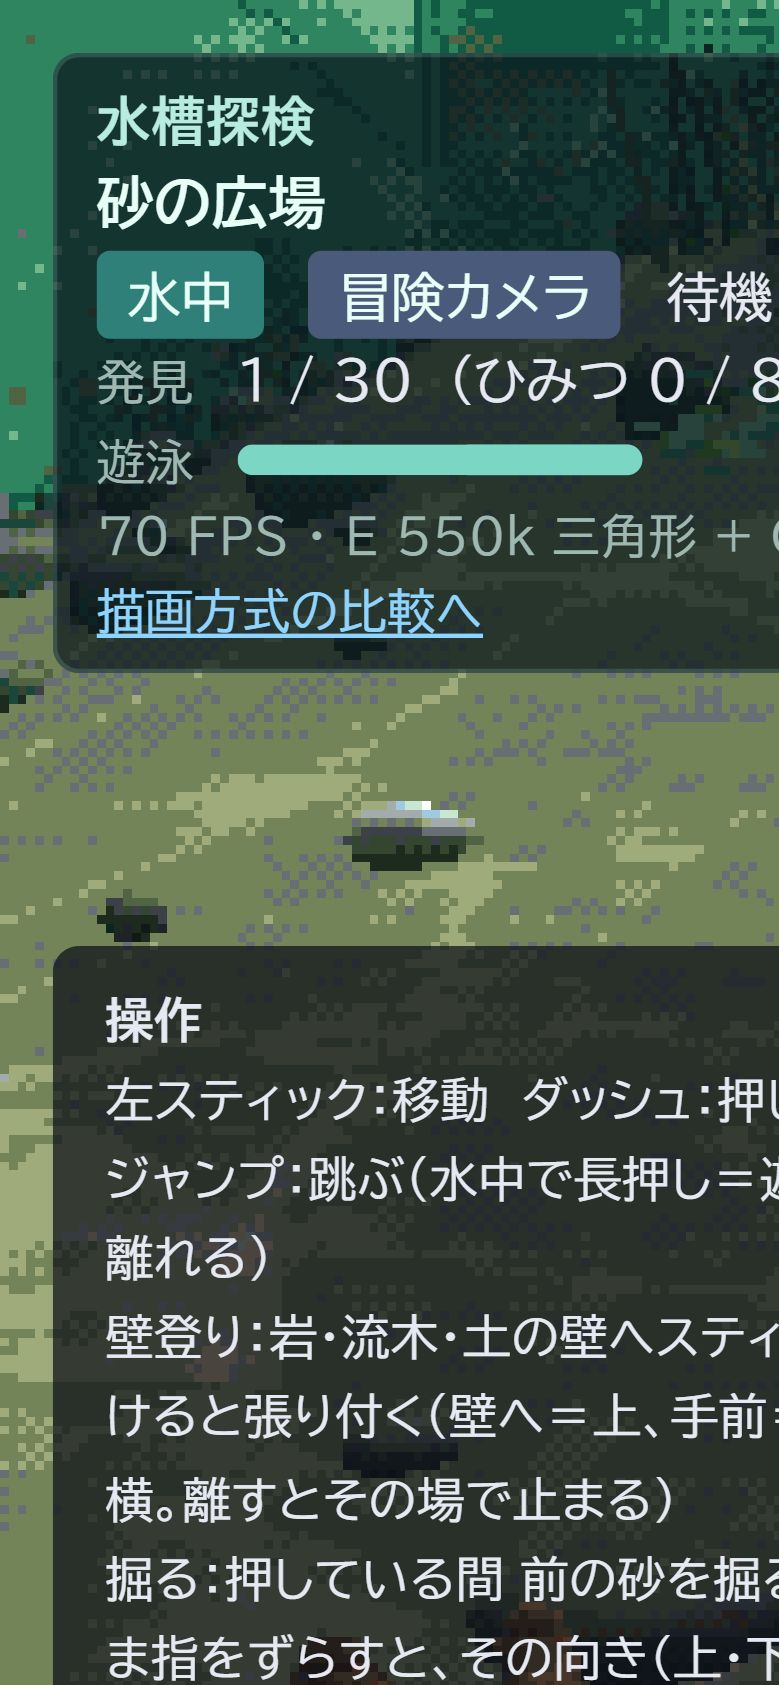 水槽探検
砂の広場
水中 冒険カメラ 待機
発見 1 / 30 （ひみつ 0 / 8
遊泳
70 FPS · E 550k 三角形 +
描画方式の比較へ
操作
左スティック：移動 ダッシュ：押し
ジャンプ：跳ぶ（水中で長押し＝遊
離れる）
壁登り：岩・流木・土の壁へスティ
けると張り付く（壁へ＝上、手前＝
横。離すとその場で止まる）
掘る：押している間 前の砂を掘る
ま指をずらすと、その向き（上・下